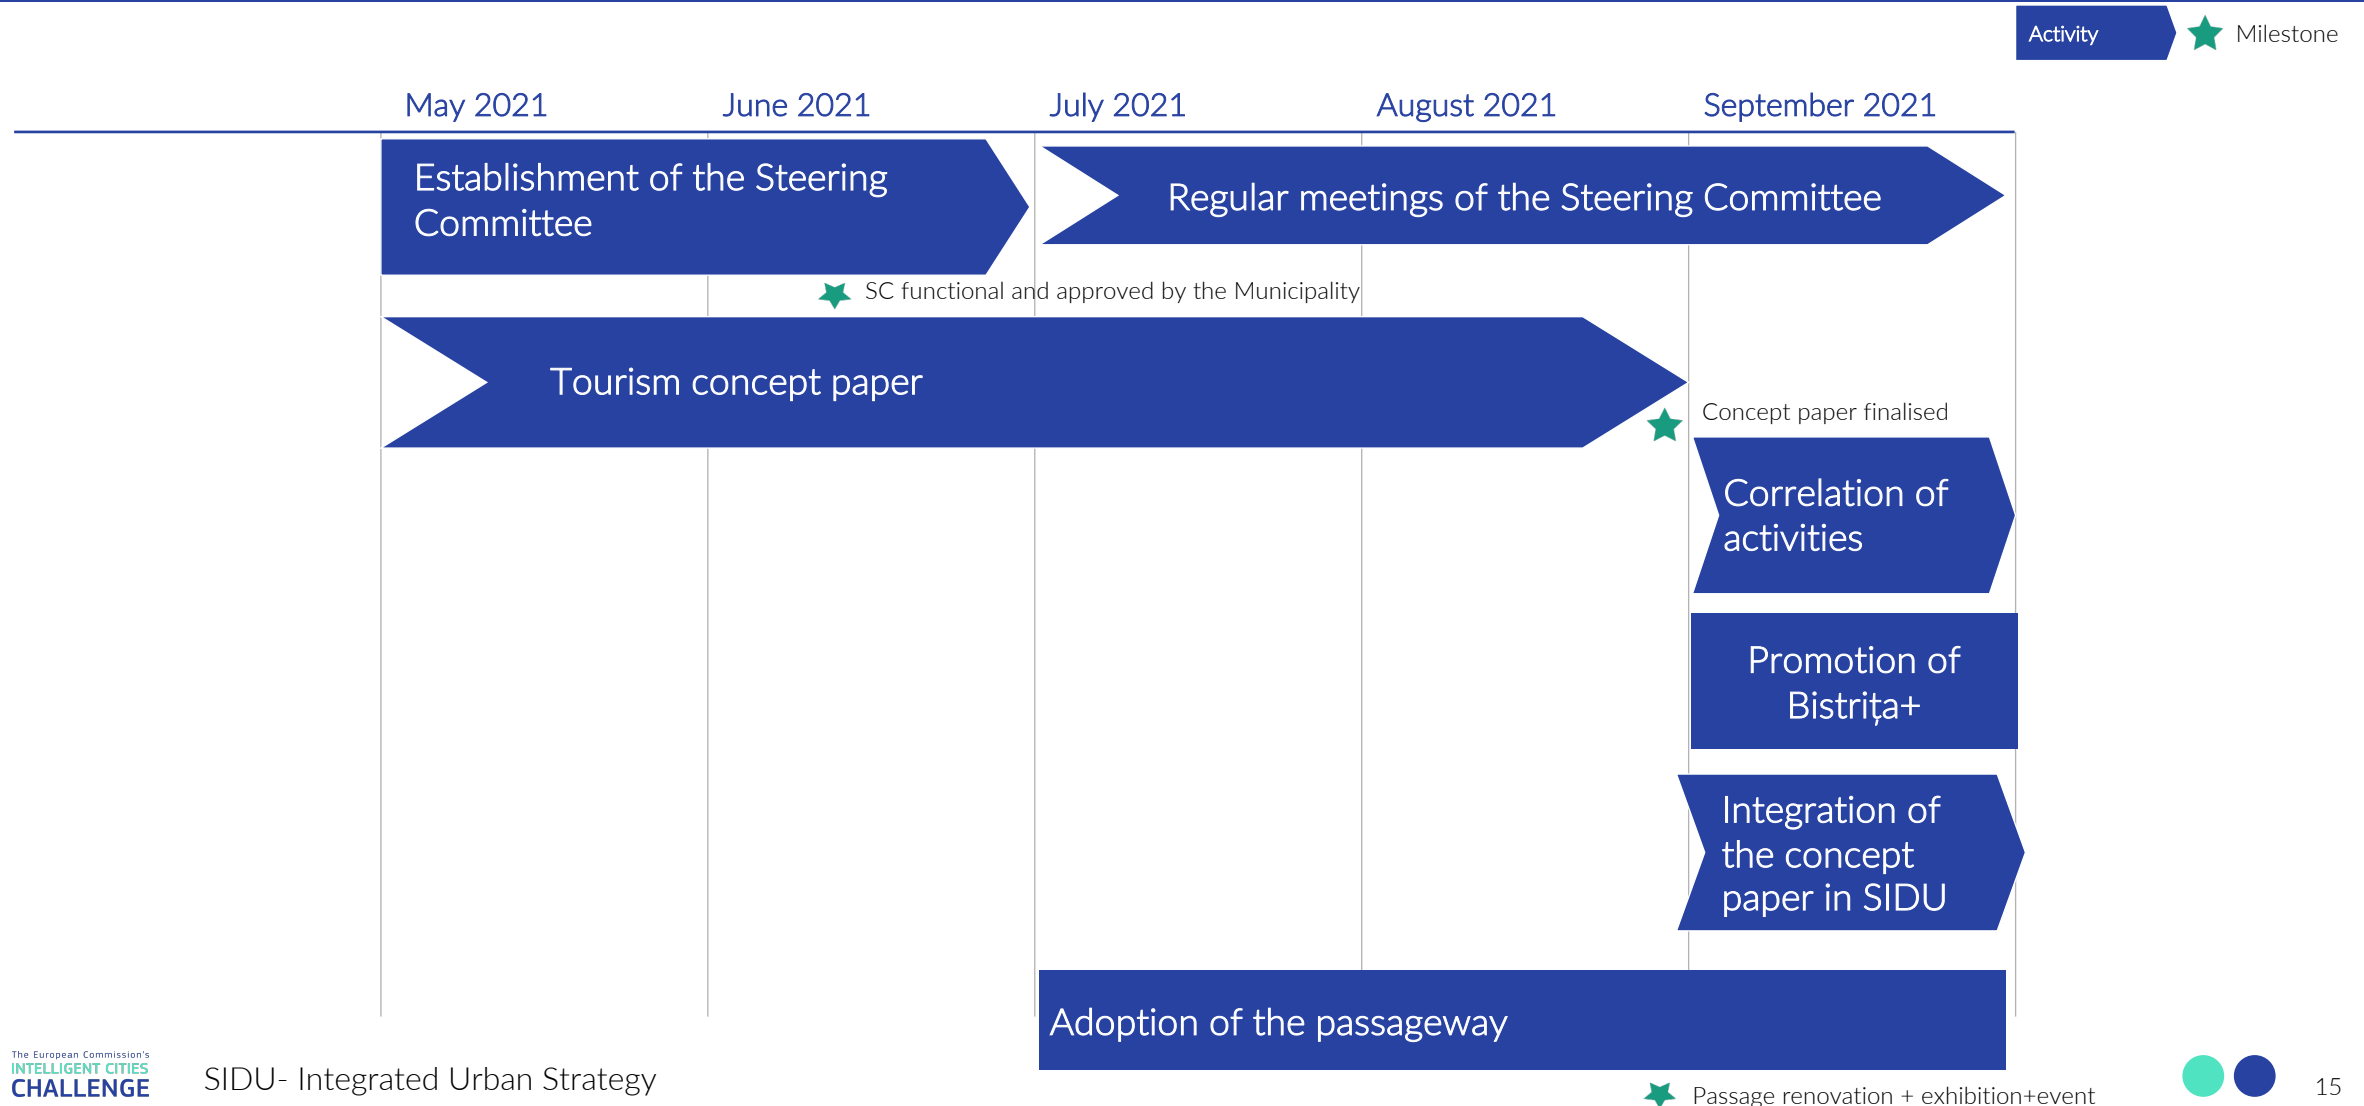 Activity
Milestone
May 2021
June 2021
July 2021
August 2021
September 2021
Establishment of the Steering
Committee
Regular meetings of the Steering Committee
SC functional and approved by the Municipality
Tourism concept paper
Concept paper finalised
Correlation of
activities
Promotion of
Bistrița+
Integration of
the concept
paper in SIDU
Adoption of the passageway
The European Commission's
INTELLIGENT CITIES
CHALLENGE
SIDU- Integrated Urban Strategy
Passage renovation + exhibition+event
15